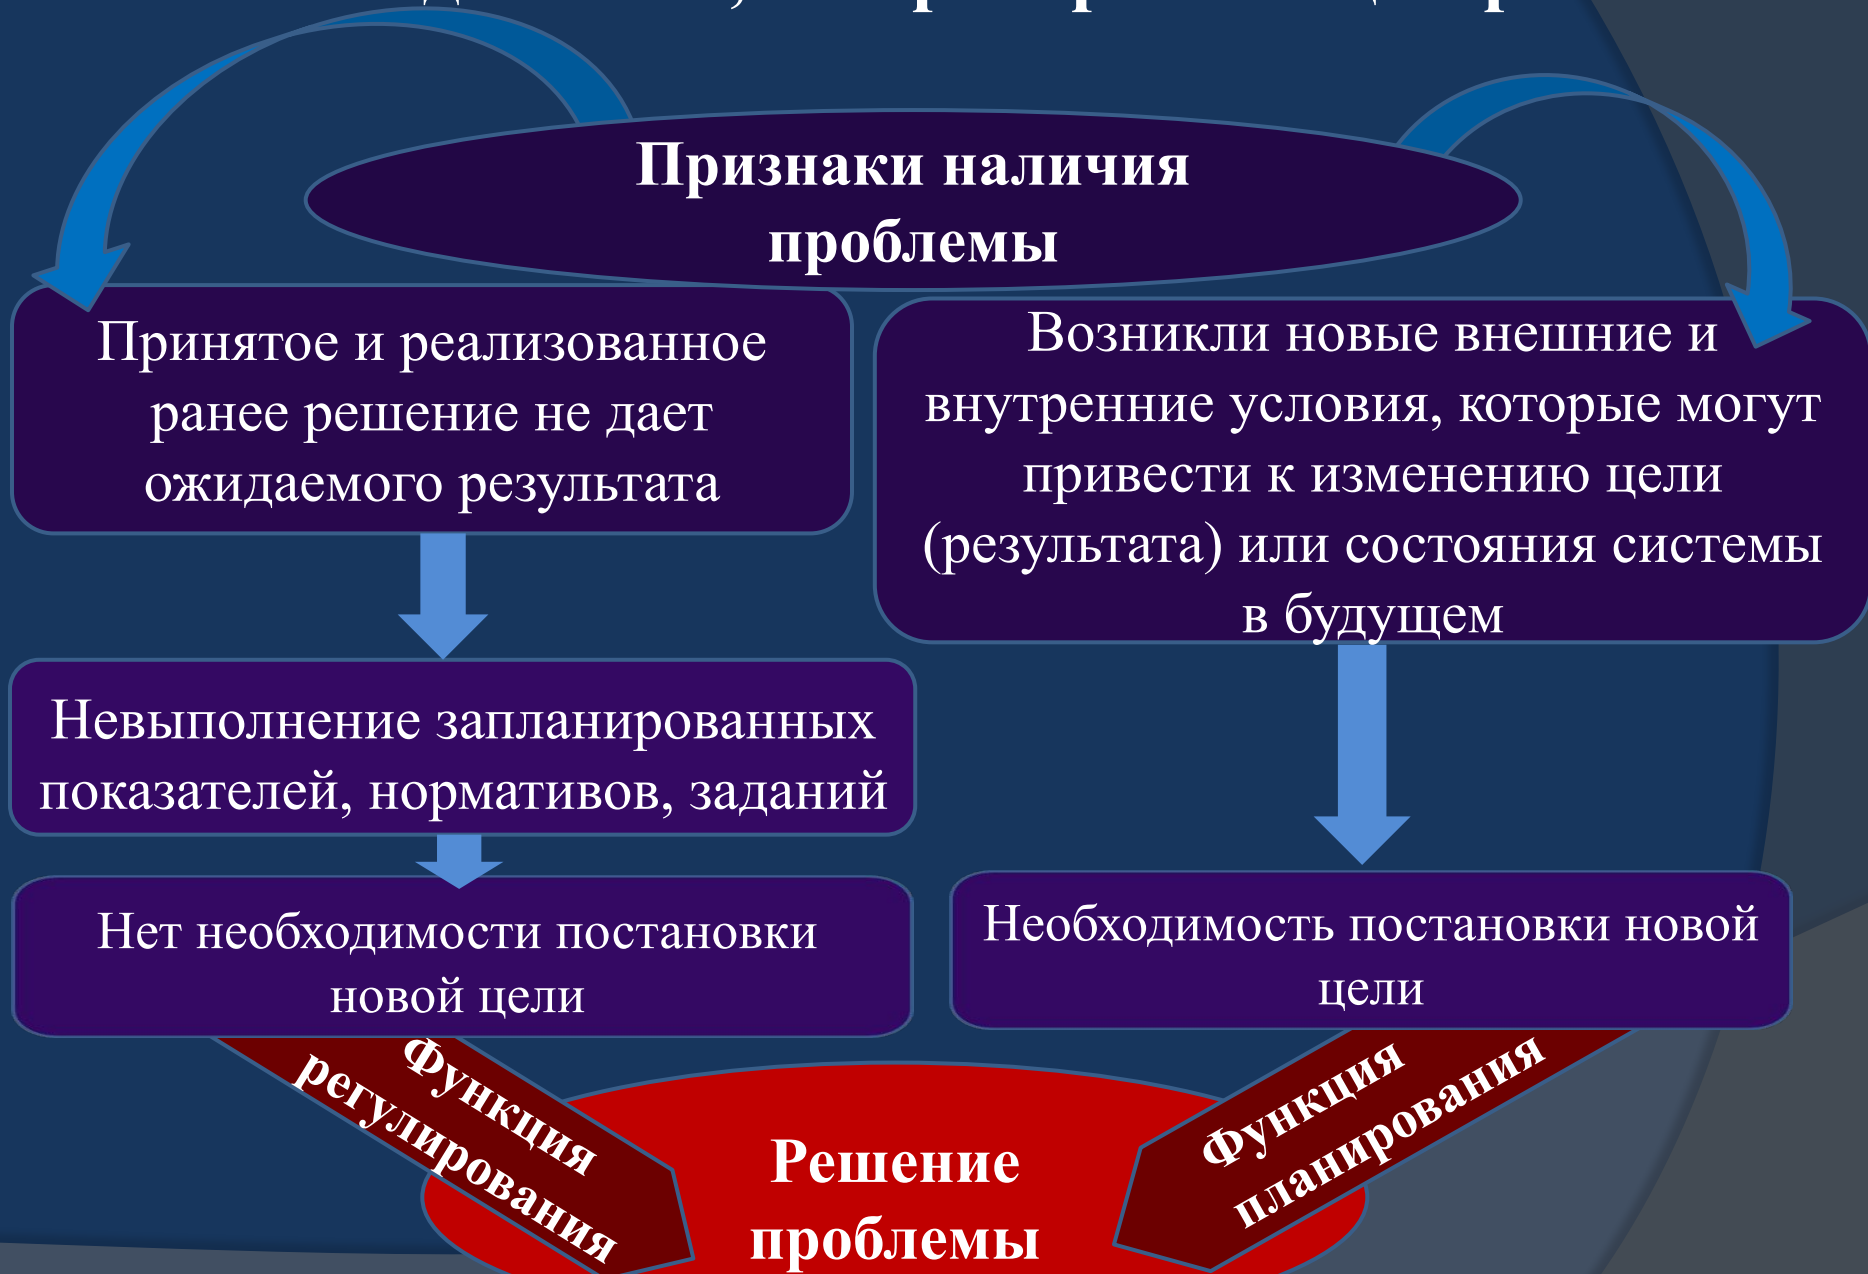 Признаки наличия
проблемы
Принятое и реализованное
ранее решение не дает
ожидаемого результата
Возникли новые внешние и
внутренние условия, которые могут
привести к изменению цели
(результата) или состояния системы
в будущем
Невыполнение запланированных
показателей, нормативов, заданий
Нет необходимости постановки
новой цели
Необходимость постановки новой
цели
Функция
регулирования
Функция
планирования
Решение
проблемы